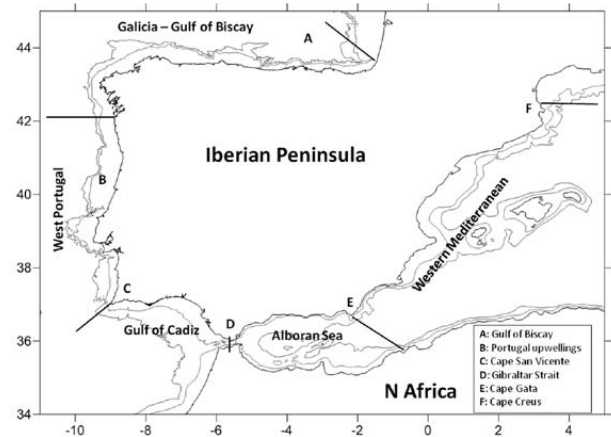 Galicia – Gulf of Biscay
A
44
F
42
Iberian Peninsula
B
40
West Portugal
Western Mediterranean
38
C
E
Gulf of Cadiz
D
Alboran Sea
36
A: Gulf of Biscay
B: Portugal upwellings
C: Cape San Vicente
D: Gibraltar Strait
E: Cape Gata
F: Cape Creus
N Africa
34
-10 -8 -6 -4 -2 0 2 4